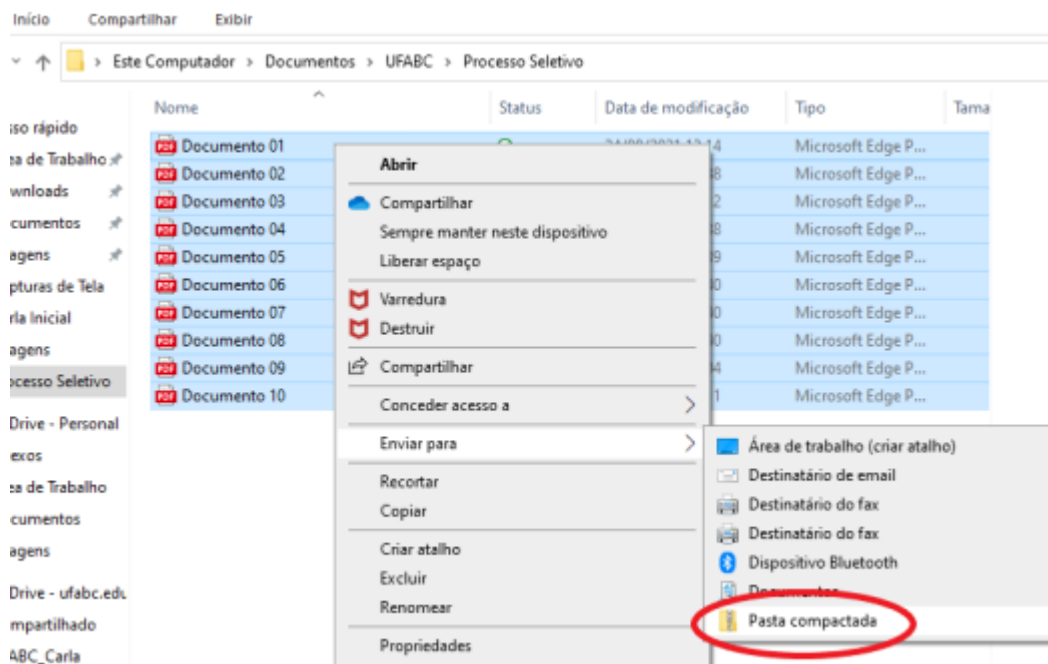 Início Compartilhar Exibir
Este Computador > Documentos > UFABC > Processo Seletivo
Nome Status Data de modificação Tipo Tama
sso rápido
ea de Trabalho
wnloads
cumentos
agens
pturas de Tela
rla Inicial
agens
ocesso Seletivo
Drive - Personal
exos
ea de Trabalho
cumentos
agens
Drive - ufabc.edu
mpartilhado
ABC_Carla
Documento 01 Microsoft Edge P...
Documento 02 Microsoft Edge P...
Documento 03 Microsoft Edge P...
Documento 04 Microsoft Edge P...
Documento 05 Microsoft Edge P...
Documento 06 Microsoft Edge P...
Documento 07 Microsoft Edge P...
Documento 08 Microsoft Edge P...
Documento 09 Microsoft Edge P...
Documento 10 Microsoft Edge P...
Abrir
Compartilhar
Sempre manter neste dispositivo
Liberar espaço
Varredura
Destruir
Compartilhar
Conceder acesso a
Enviar para
Recortar
Copiar
Criar atalho
Excluir
Renomear
Propriedades
Área de trabalho (criar atalho)
Destinatário de email
Destinatário do fax
Destinatário do fax
Dispositivo Bluetooth
Documentos
Pasta compactada